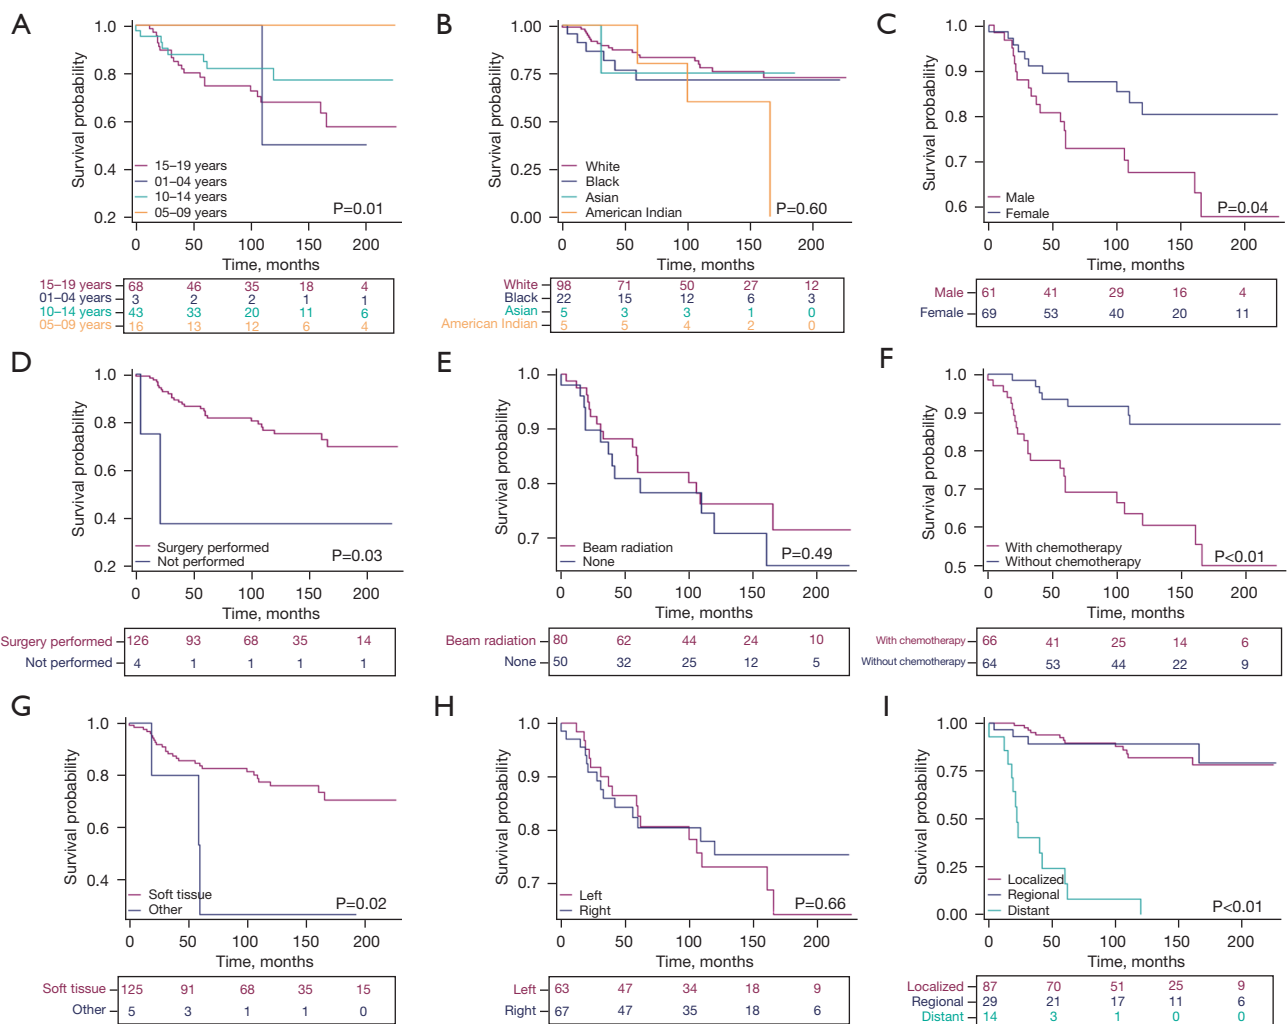 A
Survival probability
1.0
0.8
0.6
0.4
0.2
15–19 years
01–04 years
10–14 years
05–09 years
P=0.01
0 50 100 150 200
Time, months
15–19 years 68 46 35 18 4
01–04 years 3 2 2 1 1
10–14 years 43 33 20 11 6
05–09 years 16 13 12 6 4
B
Survival probability
1.00
0.75
0.50
0.25
0.00
White
Black
Asian
American Indian
P=0.60
0 50 100 150 200
Time, months
White 98 71 50 27 12
Black 22 15 12 6 3
Asian 5 3 3 1 0
American Indian 5 5 4 2 0
C
Survival probability
1.0
0.9
0.8
0.7
0.6
Male
Female
P=0.04
0 50 100 150 200
Time, months
Male 61 41 29 16 4
Female 69 53 40 20 11
D
Survival probability
1.0
0.8
0.6
0.4
0.2
Surgery performed
Not performed
P=0.03
0 50 100 150 200
Time, months
Surgery performed 126 93 68 35 14
Not performed 4 1 1 1 1
E
Survival probability
1.0
0.9
0.8
0.7
Beam radiation
None
P=0.49
0 50 100 150 200
Time, months
Beam radiation 80 62 44 24 10
None 50 32 25 12 5
F
Survival probability
1.0
0.9
0.8
0.7
0.6
0.5
With chemotherapy
Without chemotherapy
P<0.01
0 50 100 150 200
Time, months
With chemotherapy 66 41 25 14 6
Without chemotherapy 64 53 44 22 9
G
Survival probability
1.0
0.8
0.6
0.4
Soft tissue
Other
P=0.02
0 50 100 150 200
Time, months
Soft tissue 125 91 68 35 15
Other 5 3 1 1 0
H
Survival probability
1.0
0.9
0.8
0.7
Left
Right
P=0.66
0 50 100 150 200
Time, months
Left 63 47 34 18 9
Right 67 47 35 18 6
I
Survival probability
1.00
0.75
0.50
0.25
0.00
Localized
Regional
Distant
P<0.01
0 50 100 150 200
Time, months
Localized 87 70 51 25 9
Regional 29 21 17 11 6
Distant 14 3 1 0 0